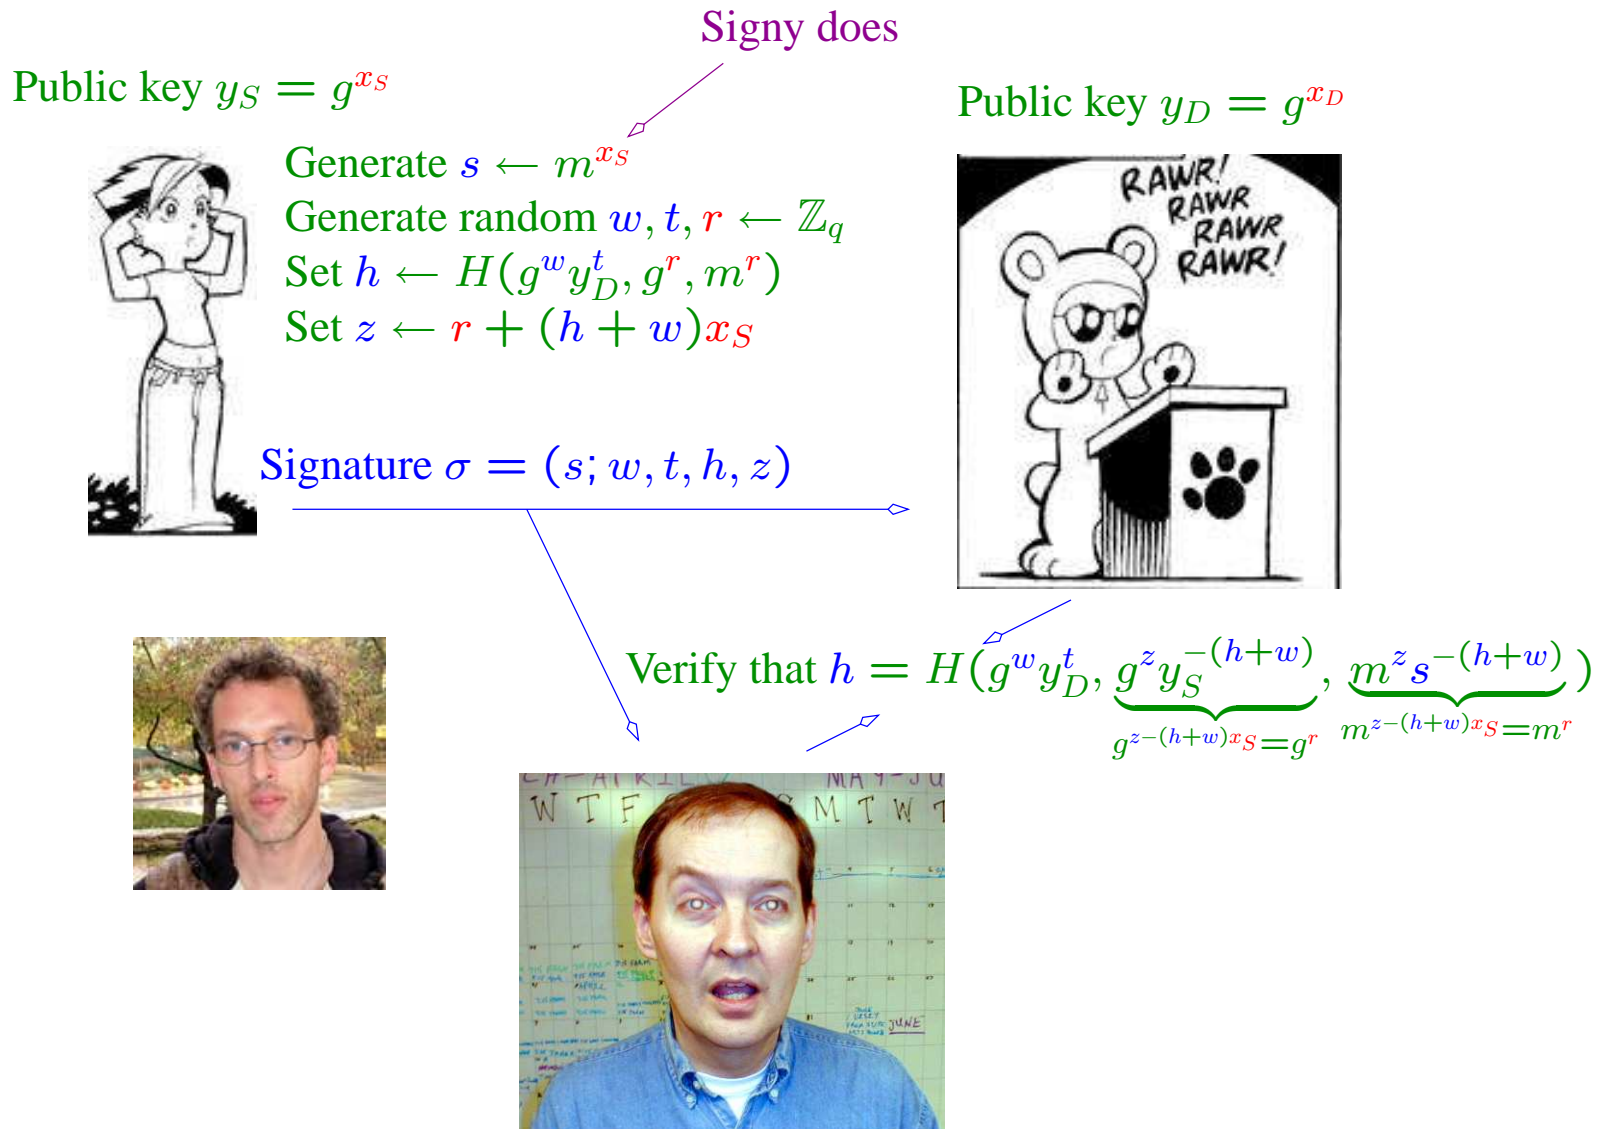 Signy does
Public key y_S = g^{x_S}
Public key y_D = g^{x_D}
Generate s ← m^{x_S}
Generate random w, t, r ← ℤ_q
Set h ← H(g^w y_D^t, g^r, m^r)
Set z ← r + (h + w)x_S
RAWR!
RAWR
RAWR
RAWR!
Signature σ = (s; w, t, h, z)
Verify that h = H(g^w y_D^t, g^z y_S^{-(h+w)}, m^z s^{-(h+w)})
g^{z-(h+w)x_S}=g^r
m^{z-(h+w)x_S}=m^r
W T F M T W
JUNE